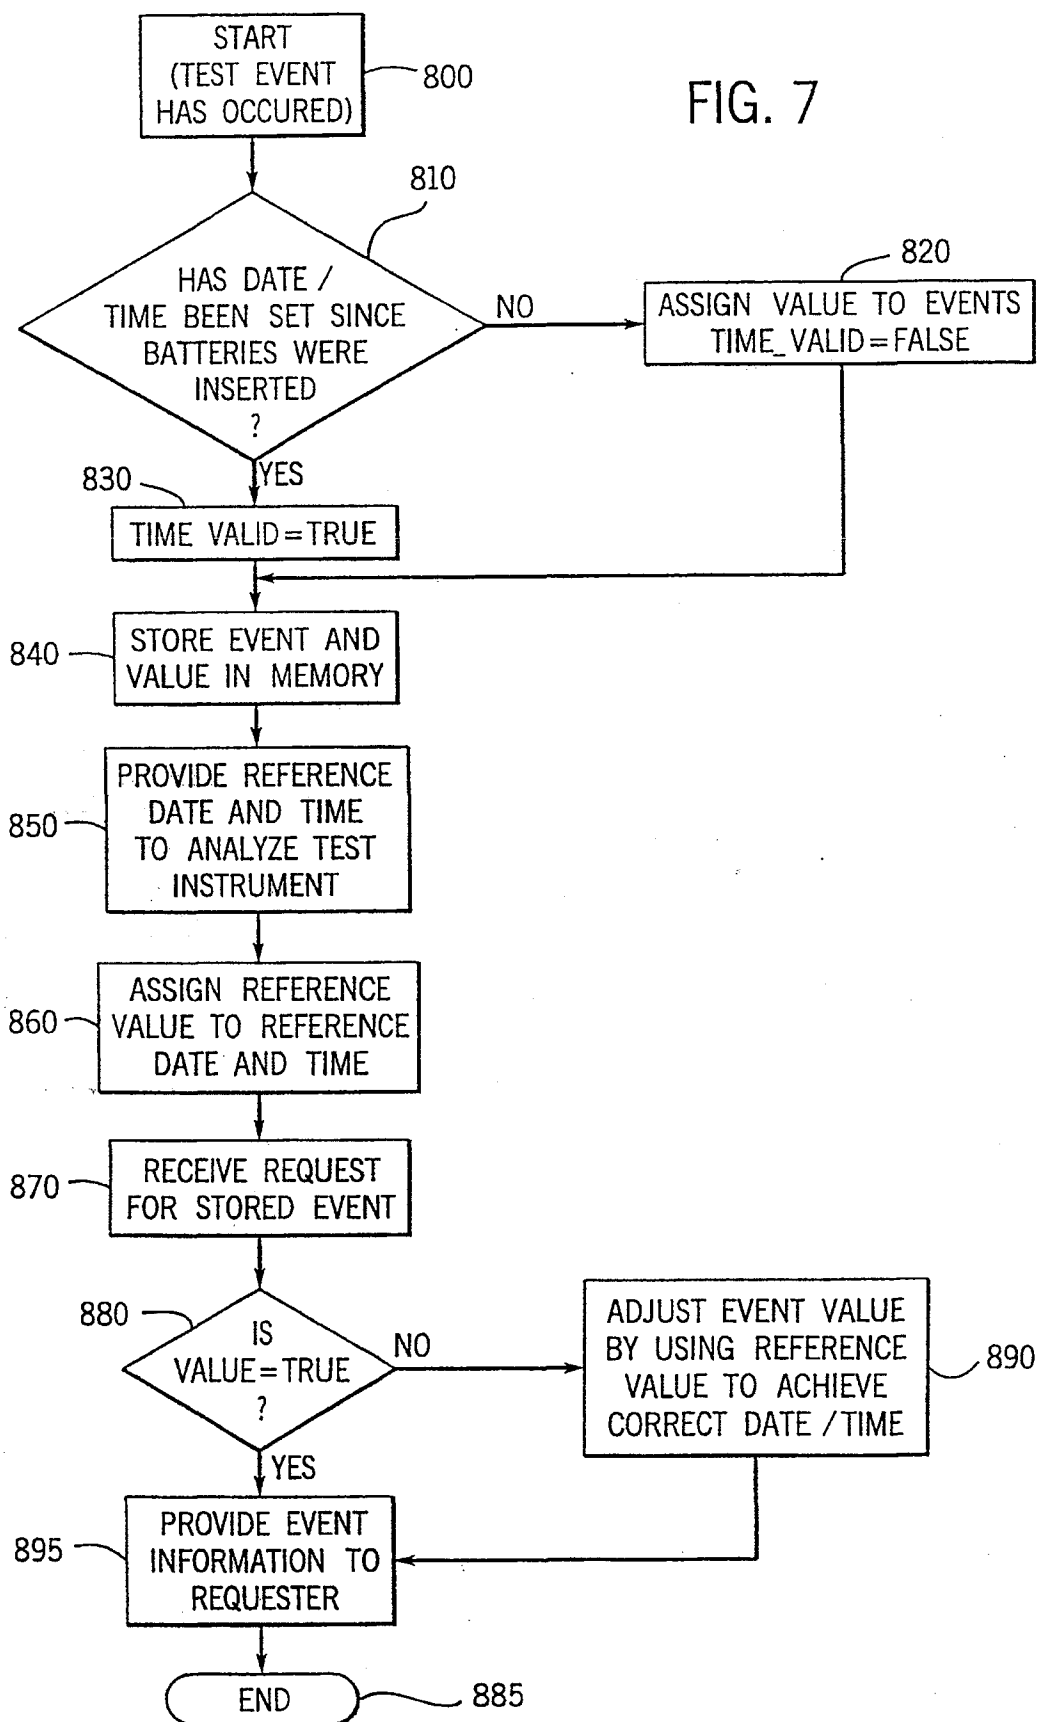 START
(TEST EVENT
HAS OCCURED)
800
FIG. 7
810
HAS DATE /
TIME BEEN SET SINCE
BATTERIES WERE
INSERTED
?
NO
820
ASSIGN VALUE TO EVENTS
TIME_VALID=FALSE
YES
830
TIME VALID=TRUE
840
STORE EVENT AND
VALUE IN MEMORY
850
PROVIDE REFERENCE
DATE AND TIME
TO ANALYZE TEST
INSTRUMENT
860
ASSIGN REFERENCE
VALUE TO REFERENCE
DATE AND TIME
870
RECEIVE REQUEST
FOR STORED EVENT
880
IS
VALUE=TRUE
?
NO
ADJUST EVENT VALUE
BY USING REFERENCE
VALUE TO ACHIEVE
CORRECT DATE /TIME
890
YES
895
PROVIDE EVENT
INFORMATION TO
REQUESTER
END
885